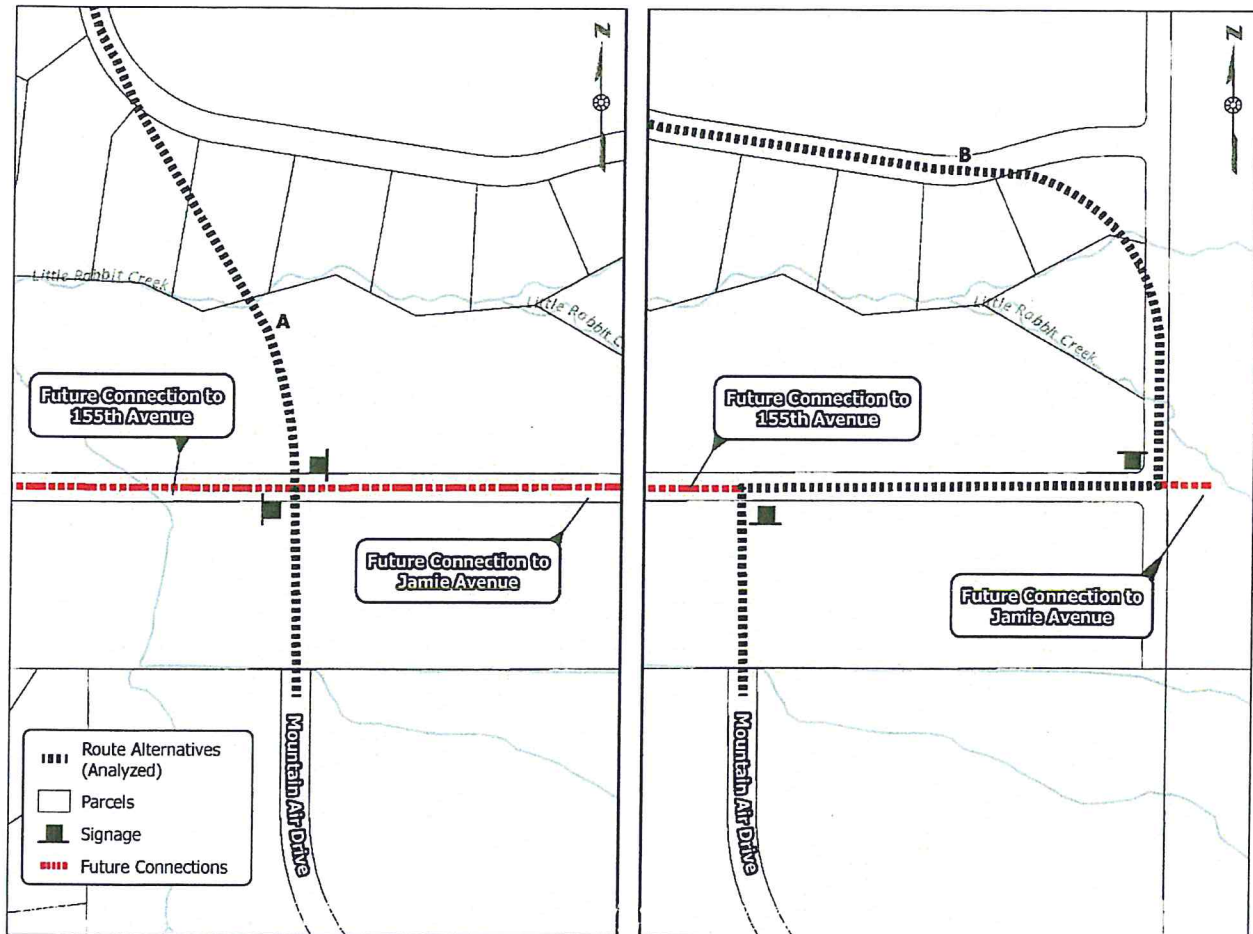 N
A
Little Rabbit Creek
Little Rabbit C
Future Connection to
155th Avenue
Future Connection to
Jamie Avenue
Mountain Air Drive
Route Alternatives
(Analyzed)
Parcels
Signage
Future Connections
N
B
Little Rabbit Creek
Future Connection to
155th Avenue
Future Connection to
Jamie Avenue
Mountain Air Drive